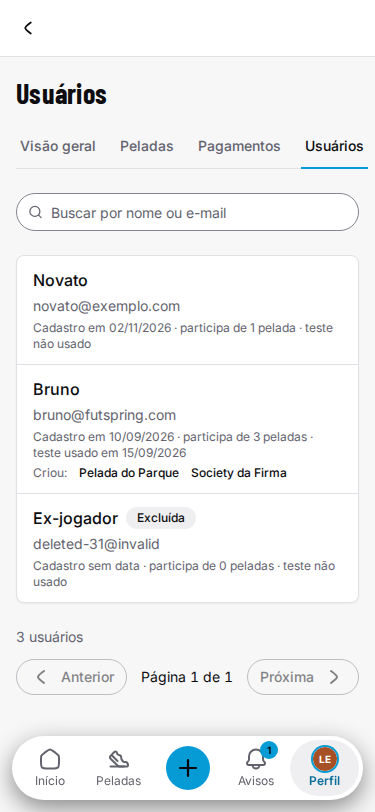 Usuários
Visão geral Peladas Pagamentos Usuários
Buscar por nome ou e-mail
Novato
novato@exemplo.com
Cadastro em 02/11/2026 · participa de 1 pelada · teste
não usado
Bruno
bruno@futspring.com
Cadastro em 10/09/2026 · participa de 3 peladas ·
teste usado em 15/09/2026
Criou: Pelada do Parque Society da Firma
Ex-jogador Excluída
deleted-31@invalid
Cadastro sem data · participa de 0 peladas · teste não
usado
3 usuários
Anterior Página 1 de 1 Próxima
1 LE
Início Peladas Avisos Perfil